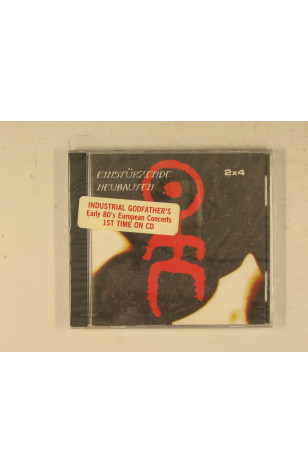 EINSTÜRZENDE
NEUBAUTEN
2x4
INDUSTRIAL GODFATHER'S
Early 80's European Concerts
1ST TIME ON CD